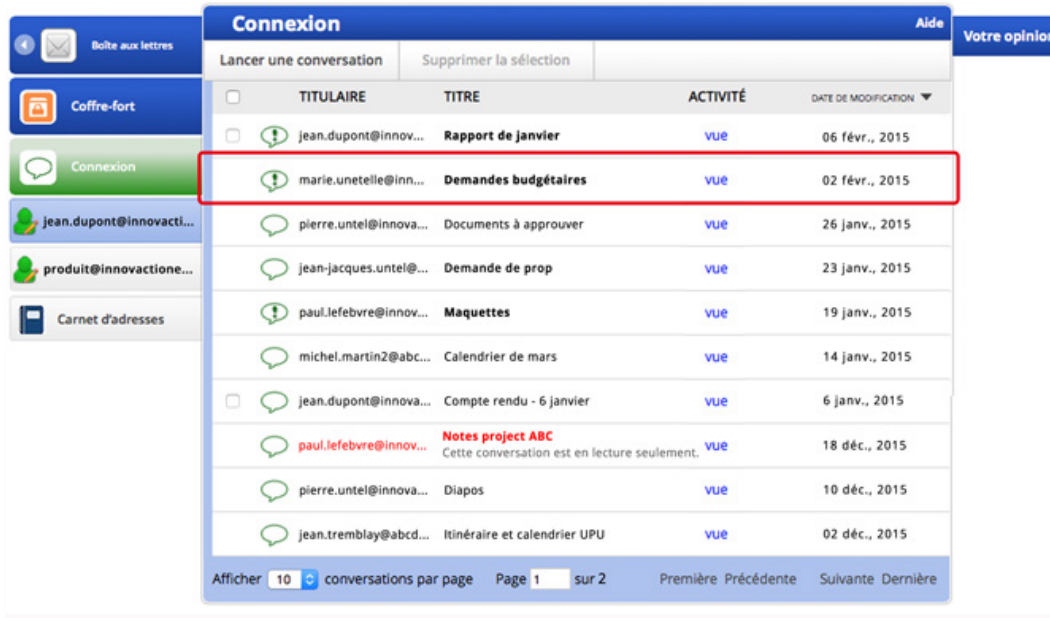 Boîte aux lettres
Coffre-fort
Connexion
jean.dupont@innovacti...
produit@innovactione...
Carnet d'adresses
Connexion Aide
Lancer une conversation Supprimer la sélection
TITULAIRE TITRE ACTIVITÉ DATE DE MODIFICATION
jean.dupont@innov... Rapport de janvier vue 06 févr., 2015
marie.unetelle@inn... Demandes budgétaires vue 02 févr., 2015
pierre.untel@innova... Documents à approuver vue 26 janv., 2015
jean-jacques.untel@... Demande de prop vue 23 janv., 2015
paul.lefebvre@innov... Maquettes vue 19 janv., 2015
michel.martin2@abc... Calendrier de mars vue 14 janv., 2015
jean.dupont@innova... Compte rendu - 6 janvier vue 6 janv., 2015
paul.lefebvre@innov... Notes project ABC vue 18 déc., 2015
Cette conversation est en lecture seulement.
pierre.untel@innova... Diapos vue 10 déc., 2015
jean.tremblay@abcd... Itinéraire et calendrier UPU vue 02 déc., 2015
Afficher 10 conversations par page Page 1 sur 2 Première Précédente Suivante Dernière
Votre opinion